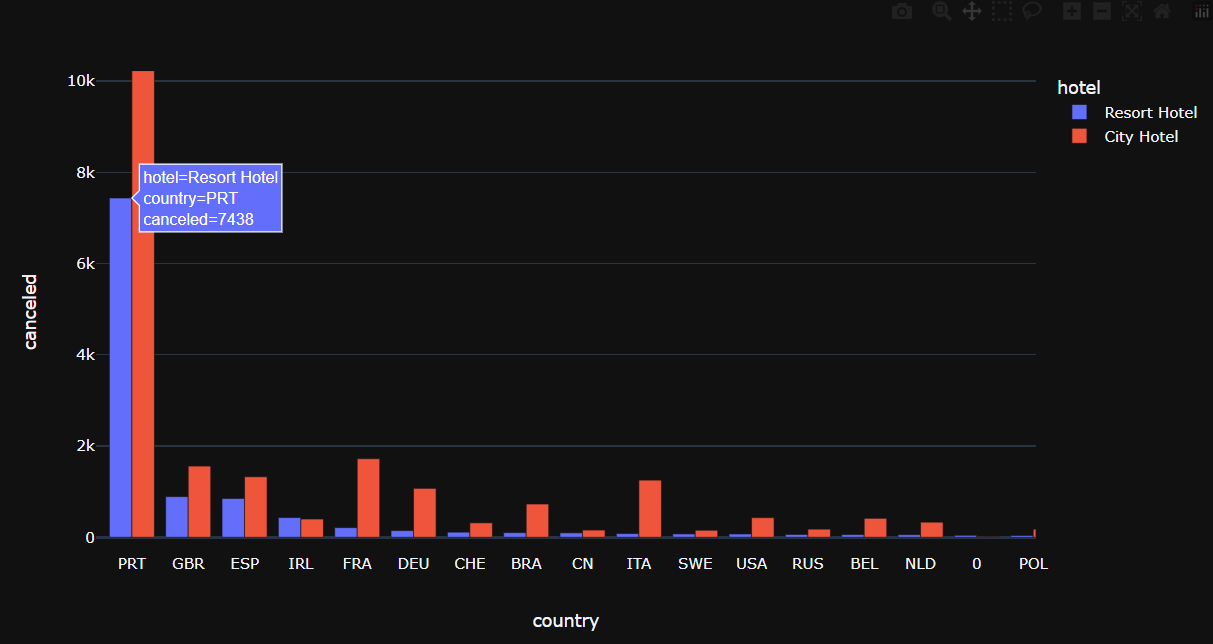 10k
8k
6k
4k
2k
0
canceled
hotel=Resort Hotel
country=PRT
canceled=7438
PRT GBR ESP IRL FRA DEU CHE BRA CN ITA SWE USA RUS BEL NLD 0 POL
country
hotel
Resort Hotel
City Hotel